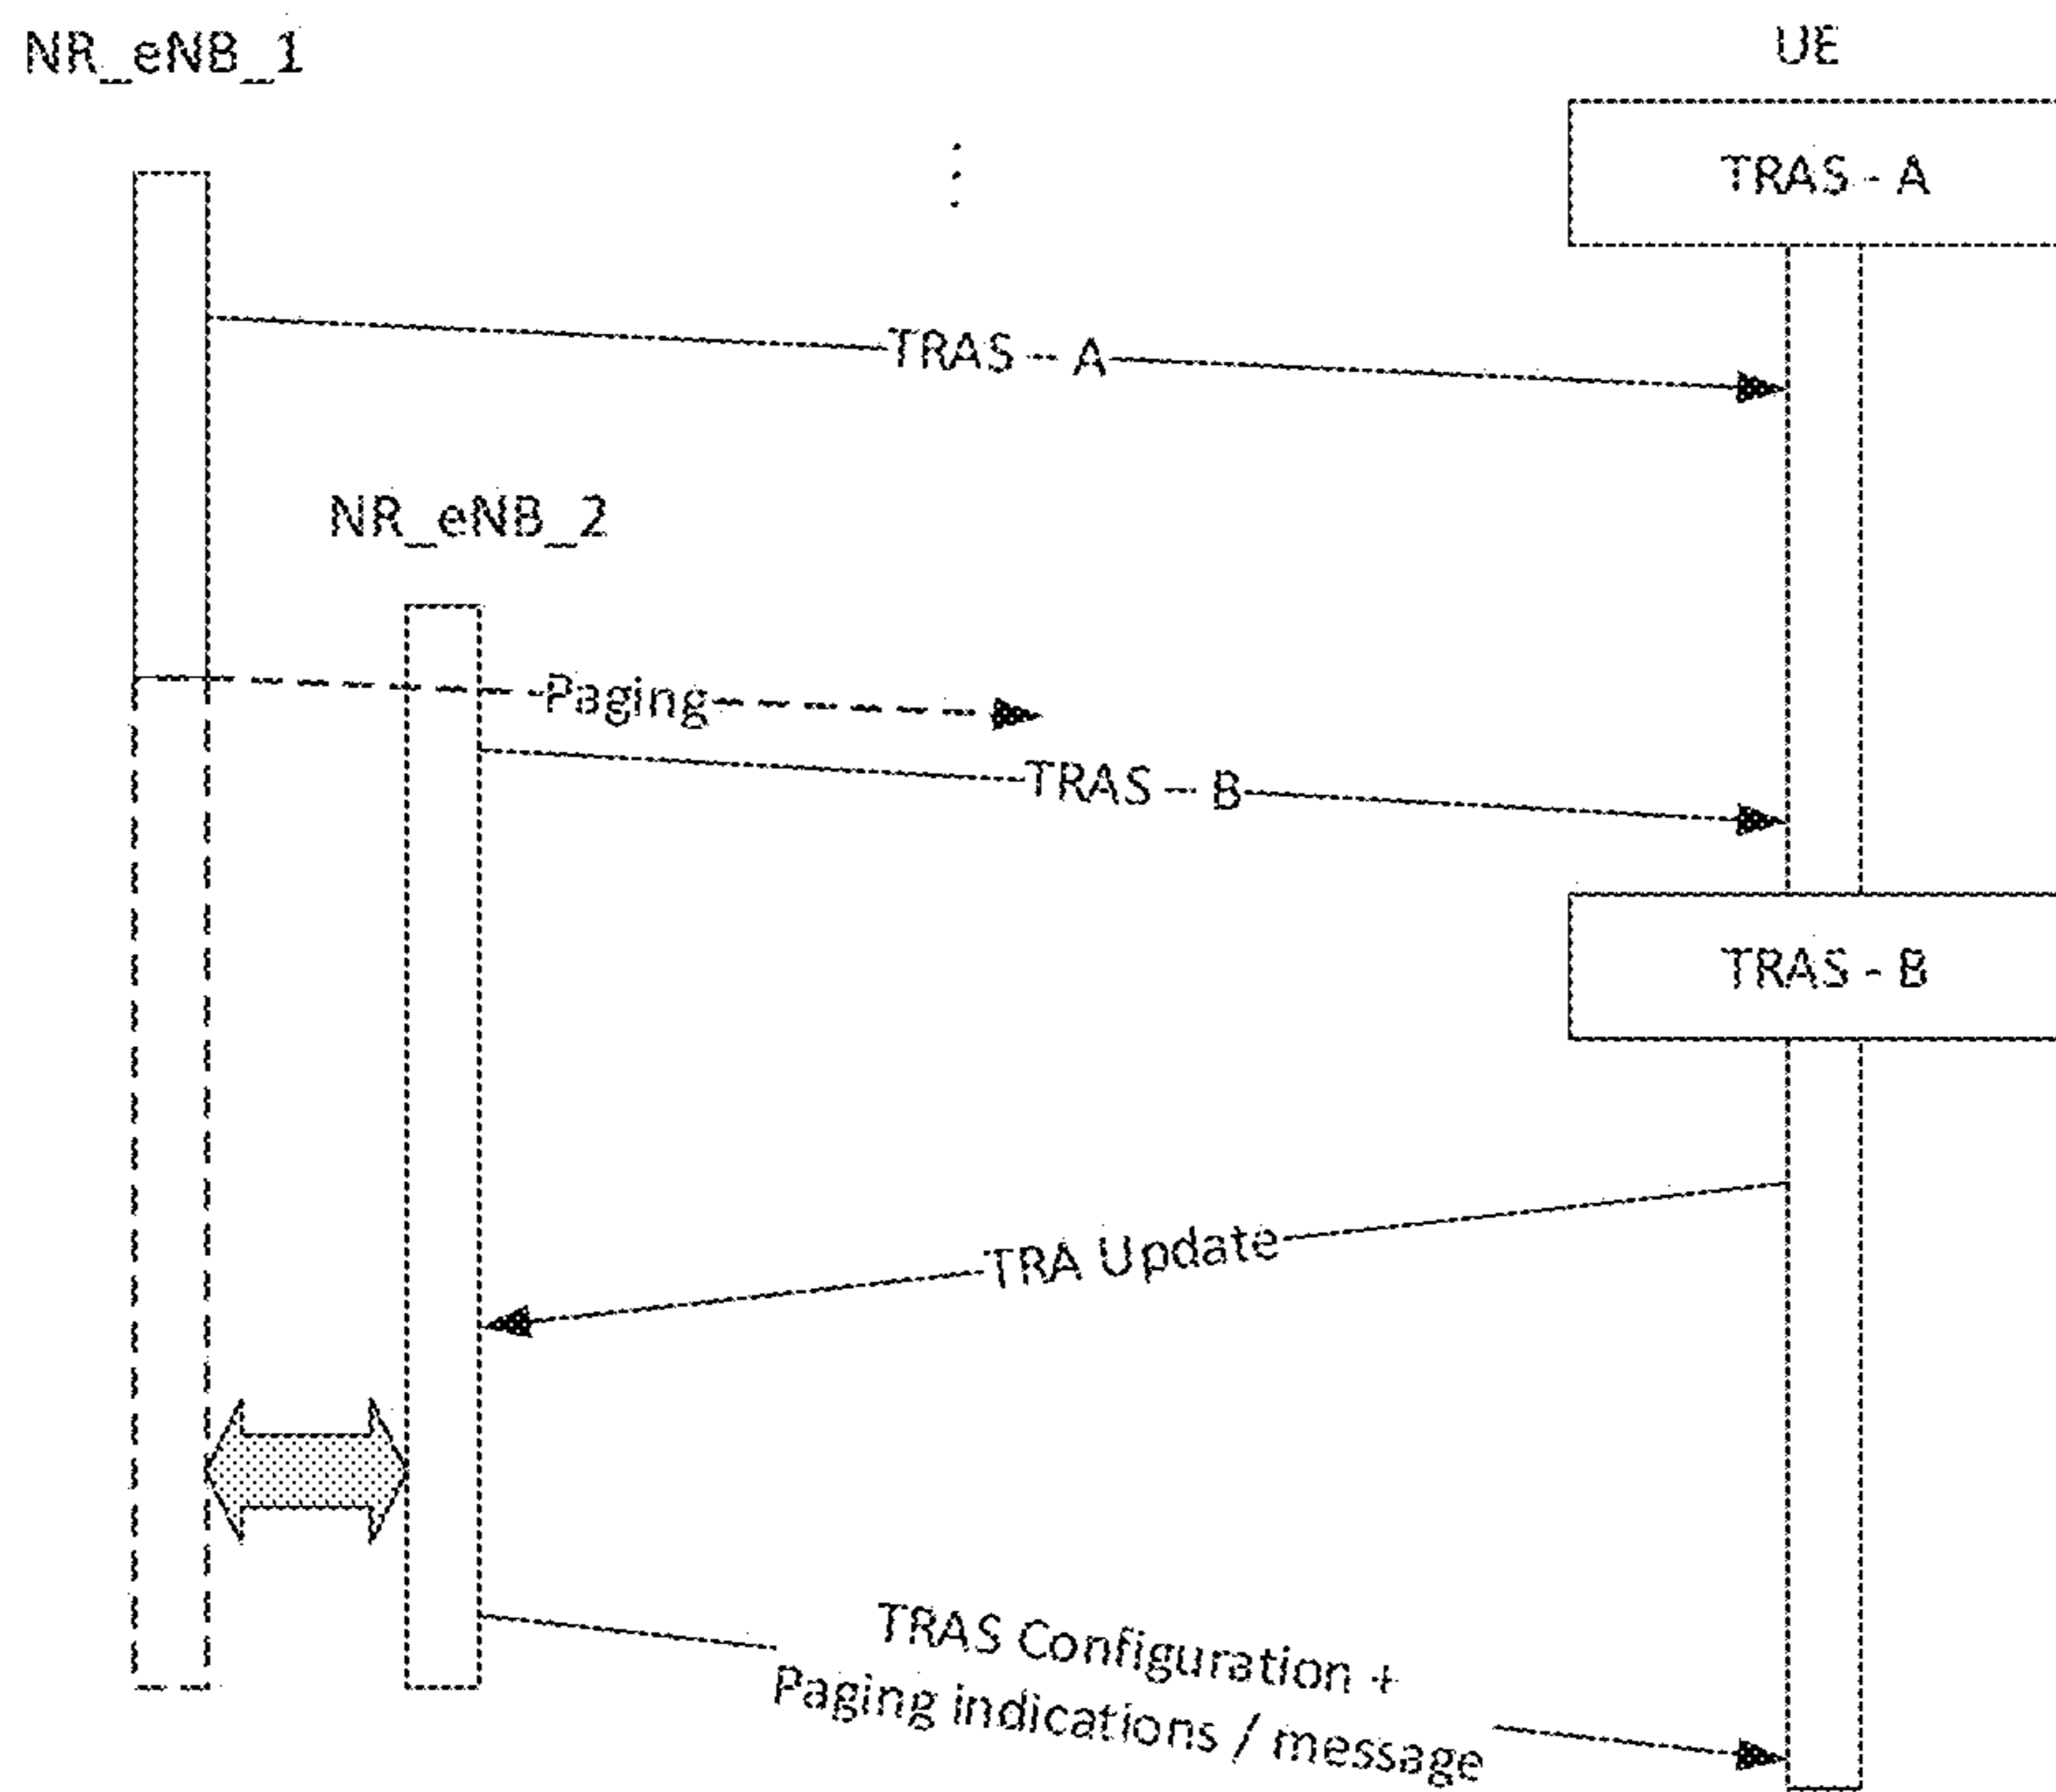 NR_eNB_1
UE
TRAS - A
TRAS - A
NR_eNB_2
Paging
TRAS - B
TRAS - B
TRA Update
TRAS Configuration +
Paging indications / message